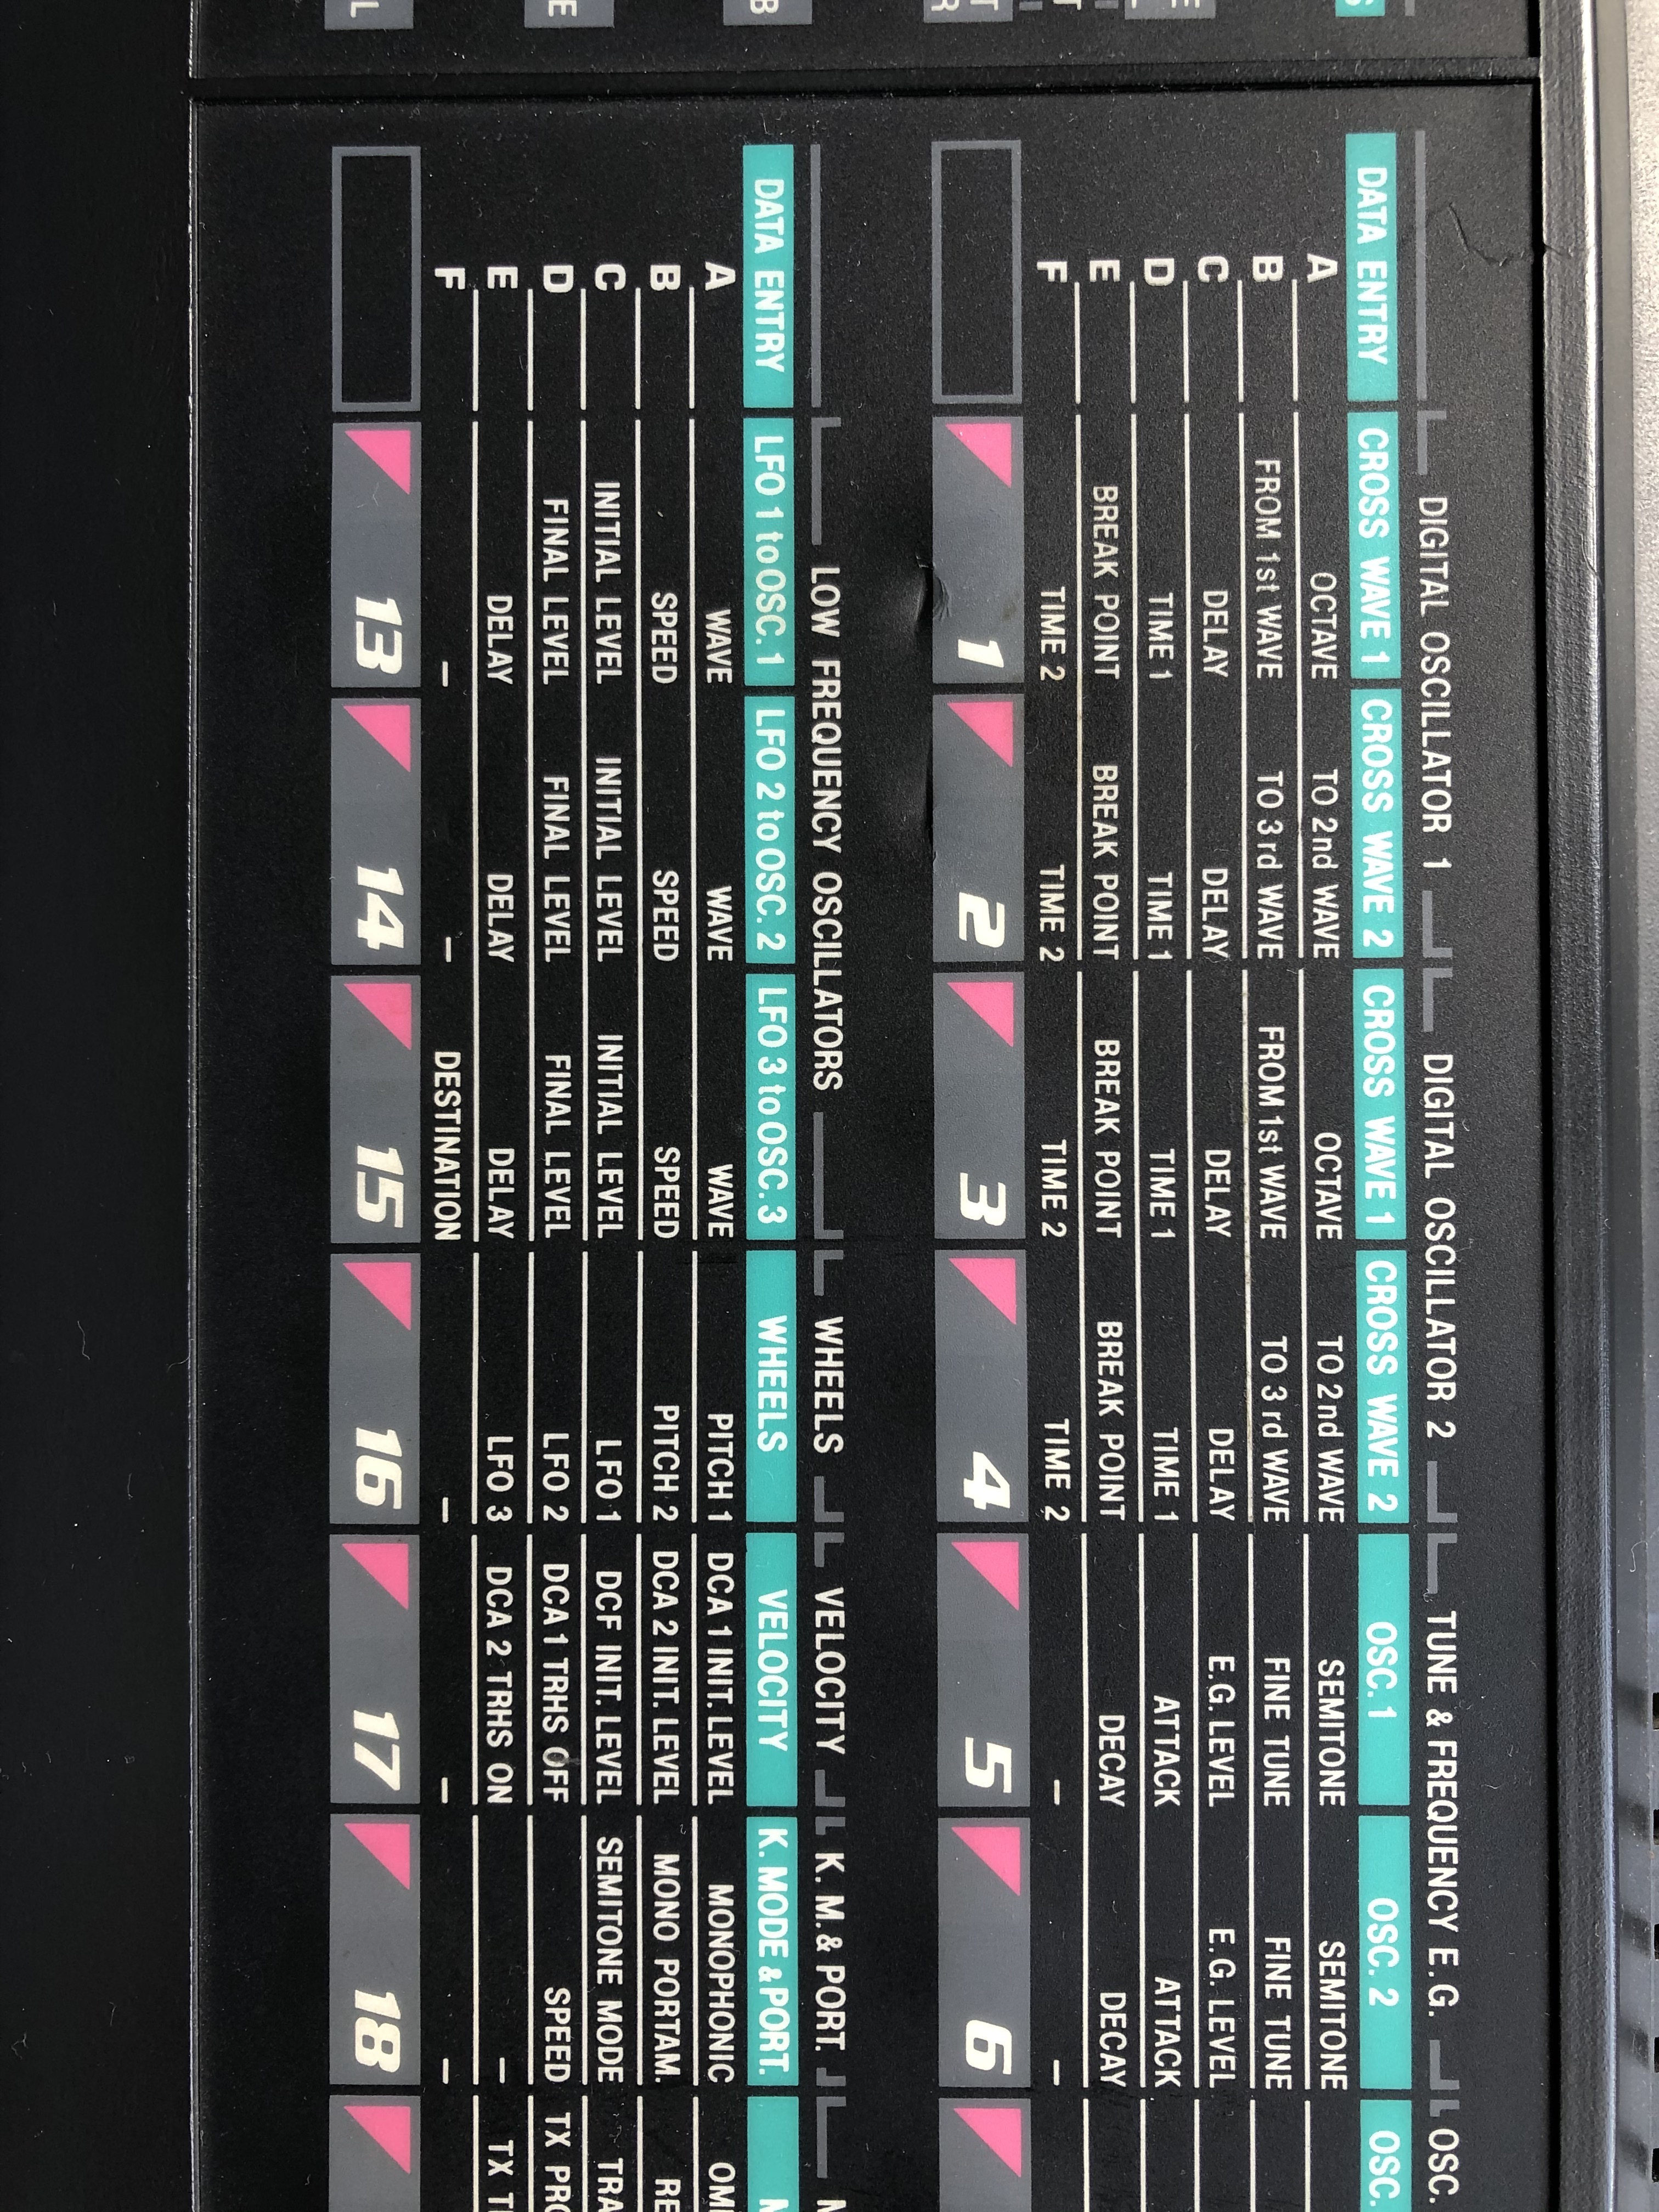 DIGITAL OSCILLATOR 1 DIGITAL OSCILLATOR 2 TUNE & FREQUENCY E.G. OSC.
DATA ENTRY CROSS WAVE 1 CROSS WAVE 2 CROSS WAVE 1 CROSS WAVE 2 OSC. 1 OSC. 2 OSC.
A OCTAVE TO 2nd WAVE OCTAVE TO 2nd WAVE SEMITONE SEMITONE
B FROM 1st WAVE TO 3rd WAVE FROM 1st WAVE TO 3rd WAVE FINE TUNE FINE TUNE
C DELAY DELAY DELAY DELAY E.G. LEVEL E.G. LEVEL
D TIME 1 TIME 1 TIME 1 TIME 1 ATTACK ATTACK
E BREAK POINT BREAK POINT BREAK POINT BREAK POINT DECAY DECAY
F TIME 2 TIME 2 TIME 2 TIME 2 – –
1 2 3 4 5 6
LOW FREQUENCY OSCILLATORS WHEELS VELOCITY K. M. & PORT.
DATA ENTRY LFO 1 to OSC. 1 LFO 2 to OSC. 2 LFO 3 to OSC. 3 WHEELS VELOCITY K. MODE & PORT.
A WAVE WAVE WAVE PITCH 1 DCA 1 INIT. LEVEL MONOPHONIC
B SPEED SPEED SPEED PITCH 2 DCA 2 INIT. LEVEL MONO PORTAM.
C INITIAL LEVEL INITIAL LEVEL INITIAL LEVEL LFO 1 DCF INIT. LEVEL SEMITONE MODE
D FINAL LEVEL FINAL LEVEL FINAL LEVEL LFO 2 DCA 1 TRHS OFF SPEED TX
E DELAY DELAY DELAY LFO 3 DCA 2 TRHS ON – TX
F – – DESTINATION – – –
13 14 15 16 17 18